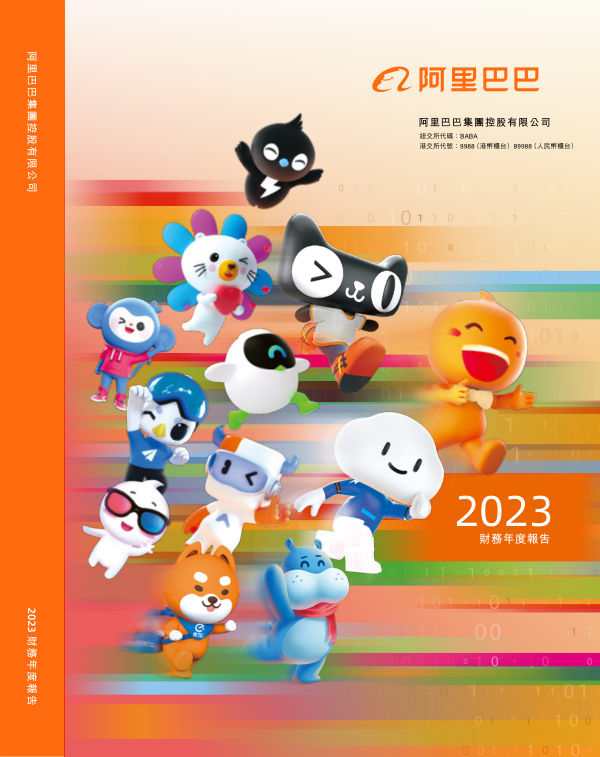 阿里巴巴集團控股有限公司
2023 財務年度報告
阿里巴巴
阿里巴巴集團控股有限公司
紐交所代碼：BABA
港交所代號：9988（港幣櫃台）89988（人民幣櫃台）
2023
財務年度報告